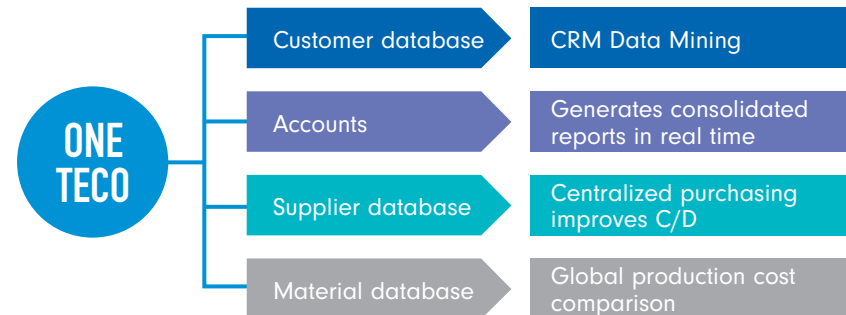 ONE
TECO
Customer database
CRM Data Mining
Accounts
Generates consolidated
reports in real time
Supplier database
Centralized purchasing
improves C/D
Material database
Global production cost
comparison